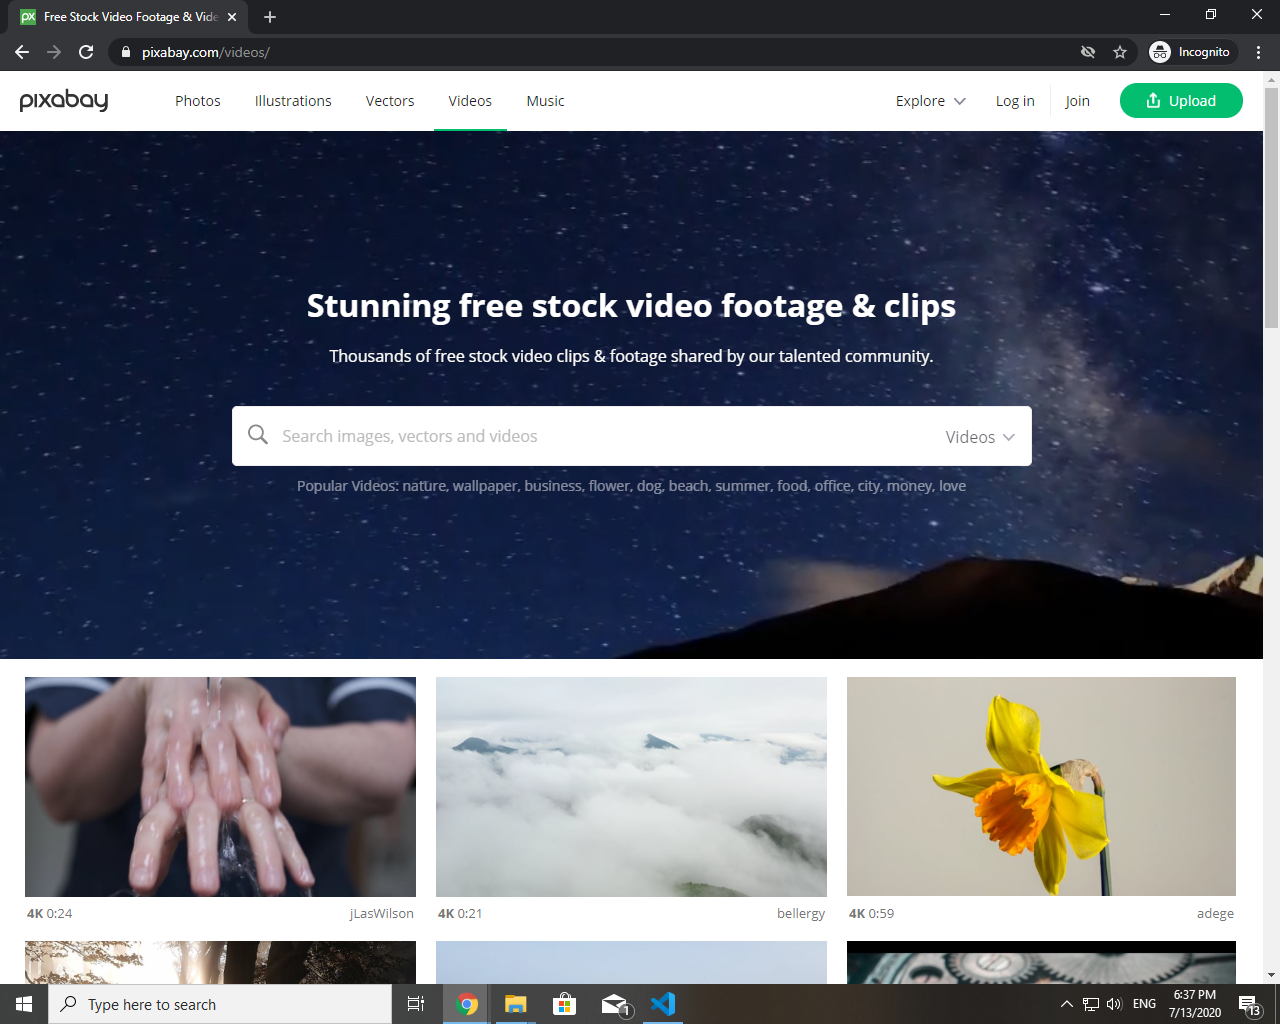 px Free Stock Video Footage & Vide
pixabay.com/videos/
Incognito
pixabay
Photos
Illustrations
Vectors
Videos
Music
Explore
Log in
Join
Upload
Stunning free stock video footage & clips
Thousands of free stock video clips & footage shared by our talented community.
Search images, vectors and videos
Videos
Popular Videos: nature, wallpaper, business, flower, dog, beach, summer, food, office, city, money, love
4K 0:24
jLasWilson
4K 0:21
bellergy
4K 0:59
adege
Type here to search
1
ENG
6:37 PM
7/13/2020
13